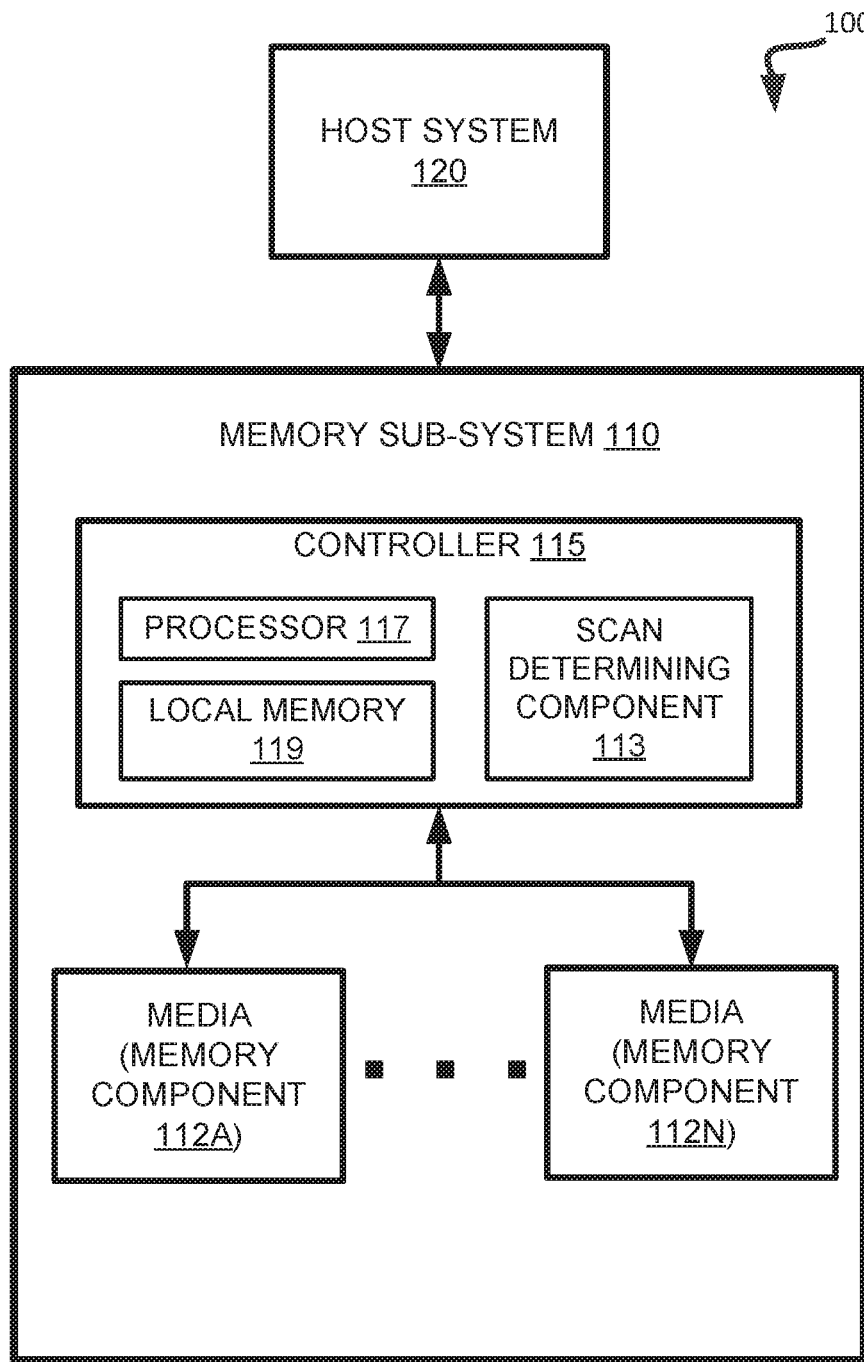 100
HOST SYSTEM
120
MEMORY SUB-SYSTEM 110
CONTROLLER 115
PROCESSOR 117
LOCAL MEMORY
119
SCAN
DETERMINING
COMPONENT
113
MEDIA
(MEMORY
COMPONENT
112A)
MEDIA
(MEMORY
COMPONENT
112N)